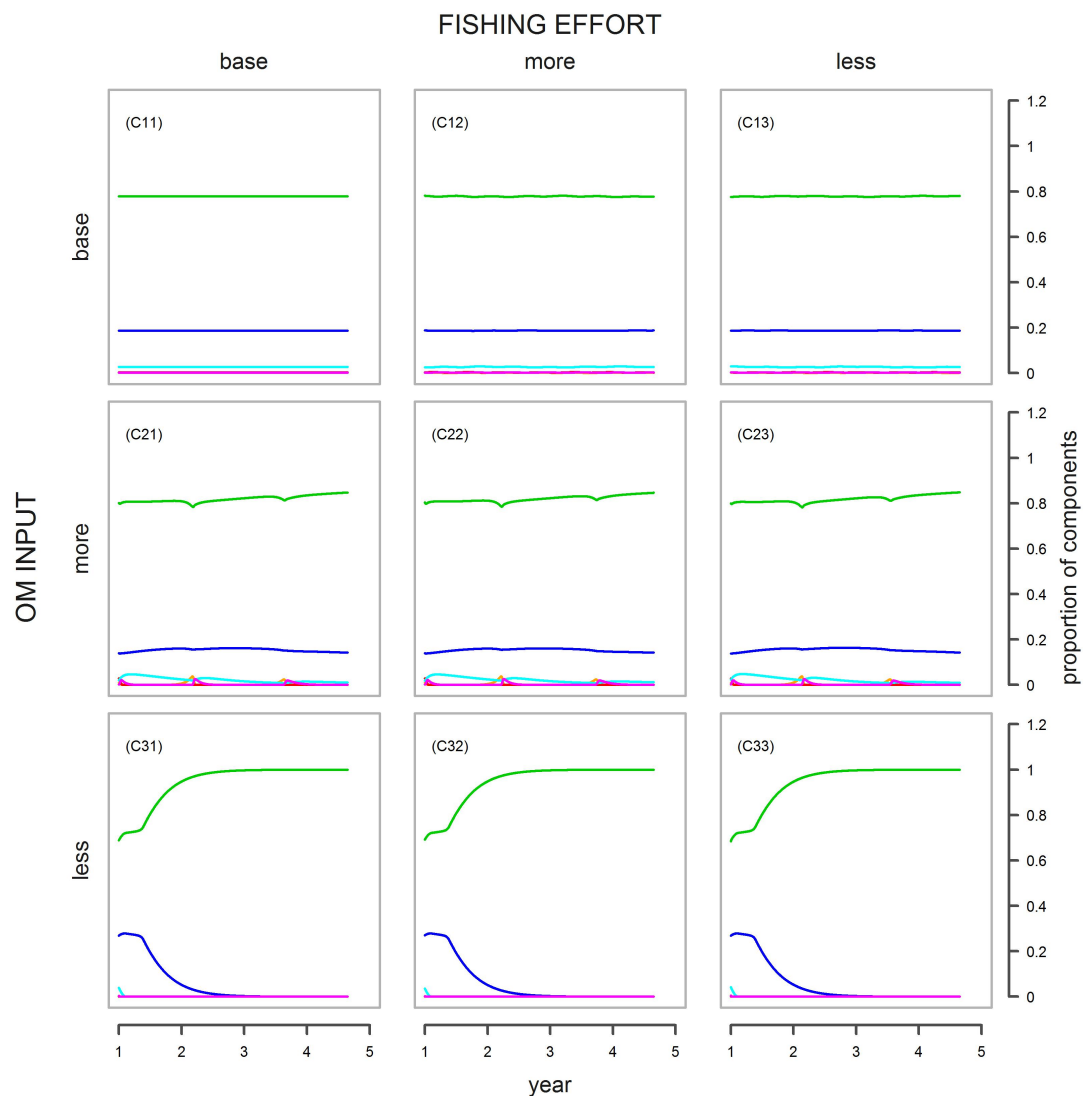 FISHING EFFORT
base more less
OM INPUT
base
(C11) (C12) (C13)
1.2
1
0.8
0.6
0.4
0.2
0
more
(C21) (C22) (C23)
1.2
1
0.8
0.6
0.4
0.2
0
proportion of components
less
(C31) (C32) (C33)
1.2
1
0.8
0.6
0.4
0.2
0
1 2 3 4 5 1 2 3 4 5 1 2 3 4 5
year